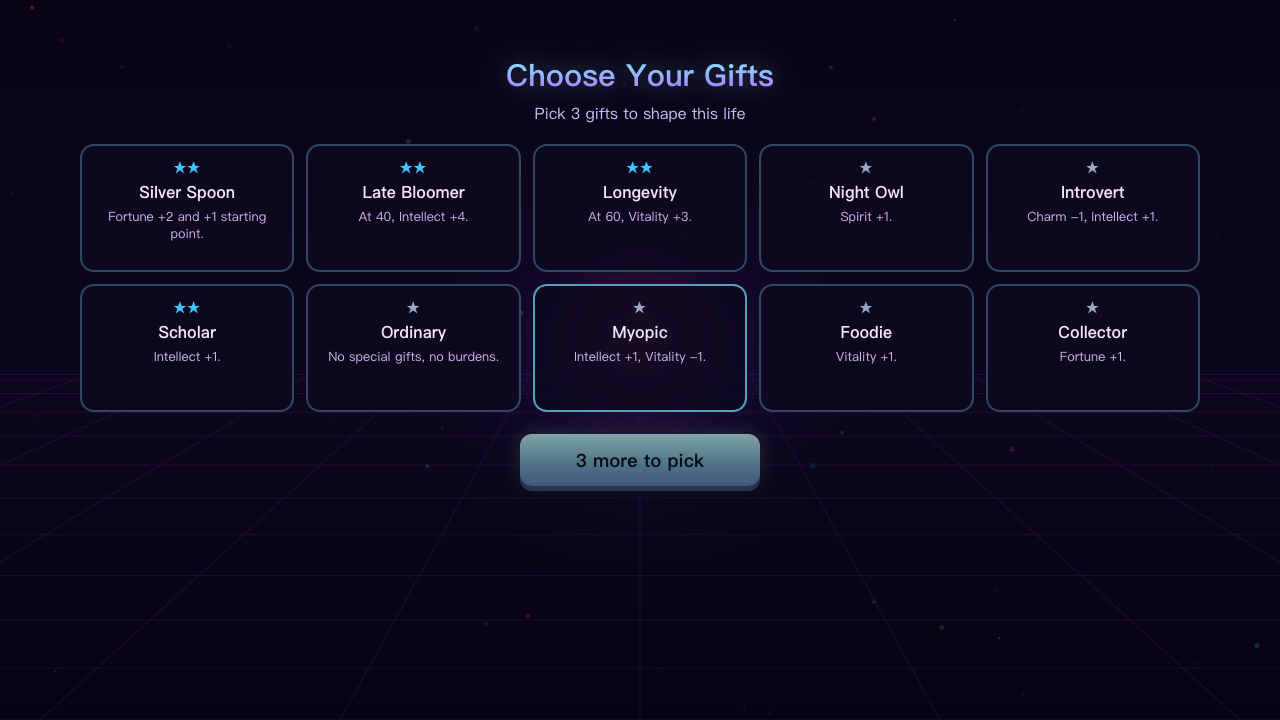 Choose Your Gifts
Pick 3 gifts to shape this life
★★
Silver Spoon
Fortune +2 and +1 starting
point.
★★
Late Bloomer
At 40, Intellect +4.
★★
Longevity
At 60, Vitality +3.
★
Night Owl
Spirit +1.
★
Introvert
Charm −1, Intellect +1.
★★
Scholar
Intellect +1.
★
Ordinary
No special gifts, no burdens.
★
Myopic
Intellect +1, Vitality −1.
★
Foodie
Vitality +1.
★
Collector
Fortune +1.
3 more to pick